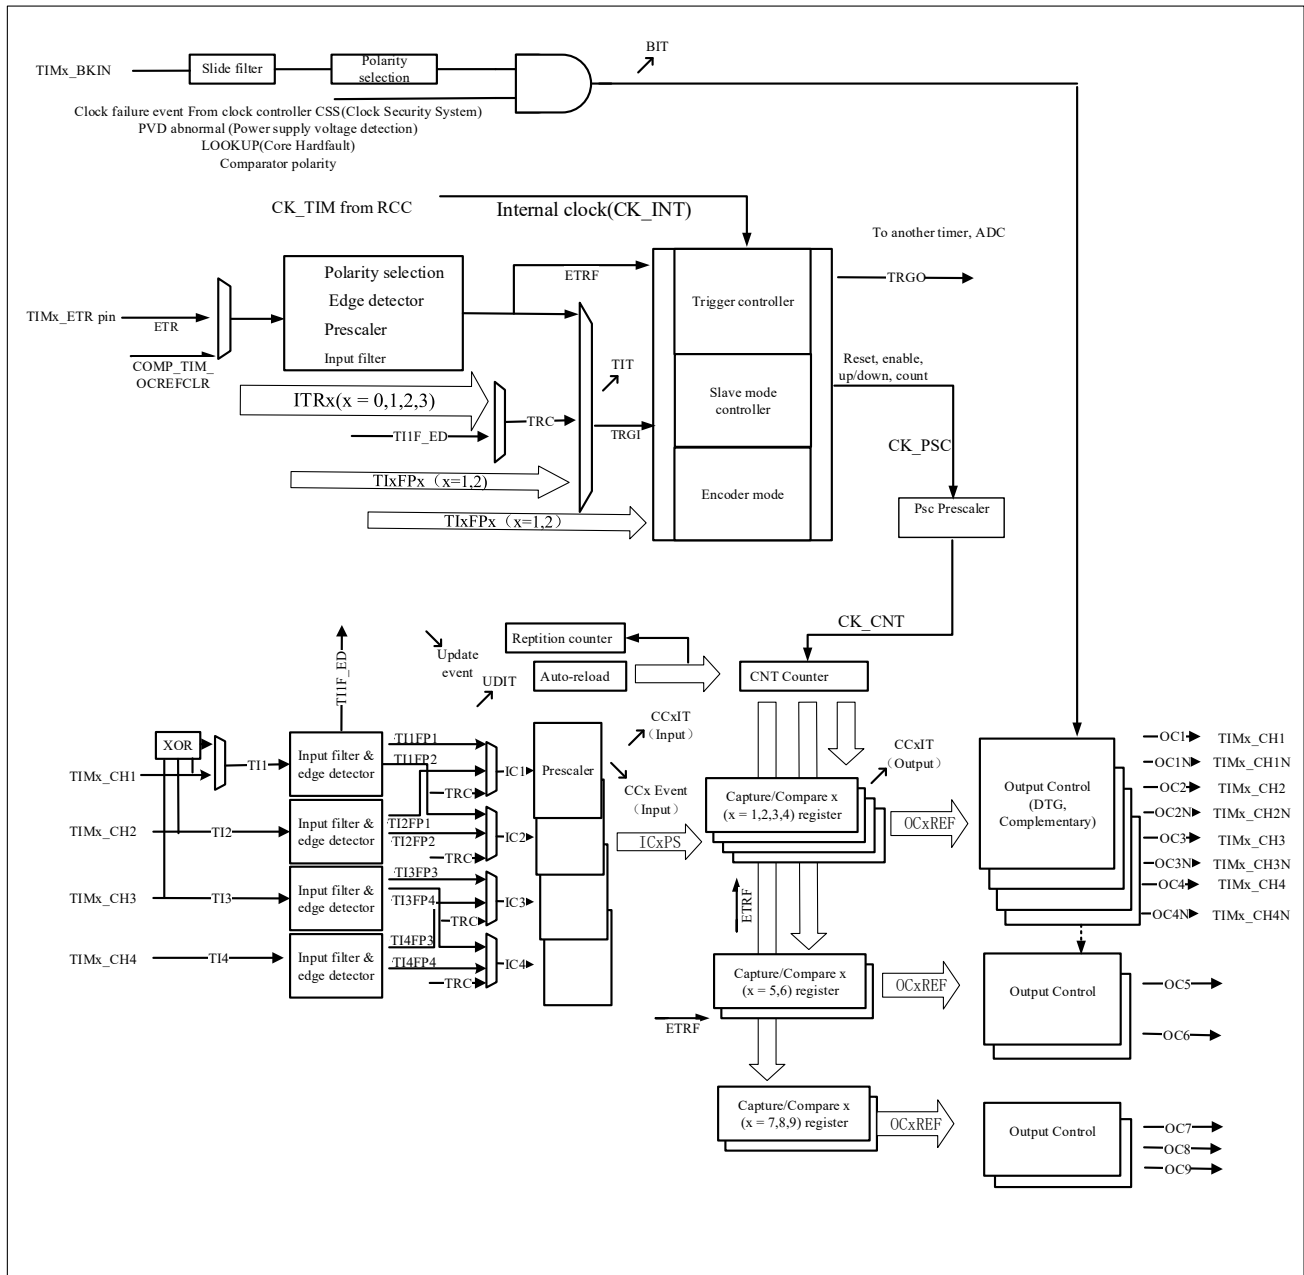 BIT
TIMx_BKIN
Slide filter
Polarity
selection
Clock failure event From clock controller CSS(Clock Security System)
PVD abnormal (Power supply voltage detection)
LOOKUP(Core Hardfault)
Comparator polarity
CK_TIM from RCC
Internal clock(CK_INT)
To another timer, ADC
Polarity selection
Edge detector
Prescaler
Input filter
ETRF
Trigger controller
TRGO
TIMx_ETR pin
ETR
COMP_TIM_
OCREFCLR
TIT
Reset, enable,
up/down, count
ITRx(x = 0,1,2,3)
Slave mode
controller
TRC
TI1F_ED
TRGI
CK_PSC
TIxFPx（x=1,2)
Encoder mode
TIxFPx（x=1,2）
Psc Prescaler
CK_CNT
Reptition counter
Update
event
UDIT
Auto-reload
CNT Counter
TI1F_ED
CCxIT
（Input）
CCxIT
（Output）
XOR
TIMx_CH1
TI1
Input filter &
edge detector
TI1FP1
TI1FP2
TRC
IC1
Prescaler
CCx Event
（Input）
TIMx_CH2
TI2
Input filter &
edge detector
TI2FP1
TI2FP2
TRC
IC2
ICxPS
Capture/Compare x
(x = 1,2,3,4) register
OCxREF
Output Control
(DTG,
Complementary)
OC1
TIMx_CH1
OC1N
TIMx_CH1N
OC2
TIMx_CH2
OC2N
TIMx_CH2N
OC3
TIMx_CH3
OC3N
TIMx_CH3N
OC4
TIMx_CH4
OC4N
TIMx_CH4N
TIMx_CH3
TI3
Input filter &
edge detector
TI3FP3
TI3FP4
TRC
IC3
ETRF
TIMx_CH4
TI4
Input filter &
edge detector
TI4FP3
TI4FP4
TRC
IC4
Capture/Compare x
(x = 5,6) register
OCxREF
Output Control
OC5
OC6
ETRF
Capture/Compare x
(x = 7,8,9) register
OCxREF
Output Control
OC7
OC8
OC9